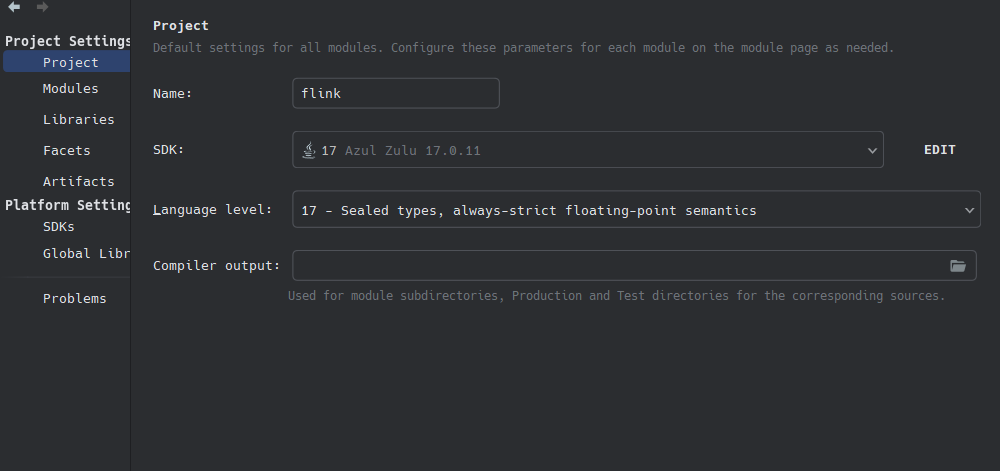 Project Settings
Project
Modules
Libraries
Facets
Artifacts
Platform Setting
SDKs
Global Libr
Problems
Project
Default settings for all modules. Configure these parameters for each module on the module page as needed.
Name: flink
SDK: 17 Azul Zulu 17.0.11 EDIT
Language level: 17 - Sealed types, always-strict floating-point semantics
Compiler output:
Used for module subdirectories, Production and Test directories for the corresponding sources.